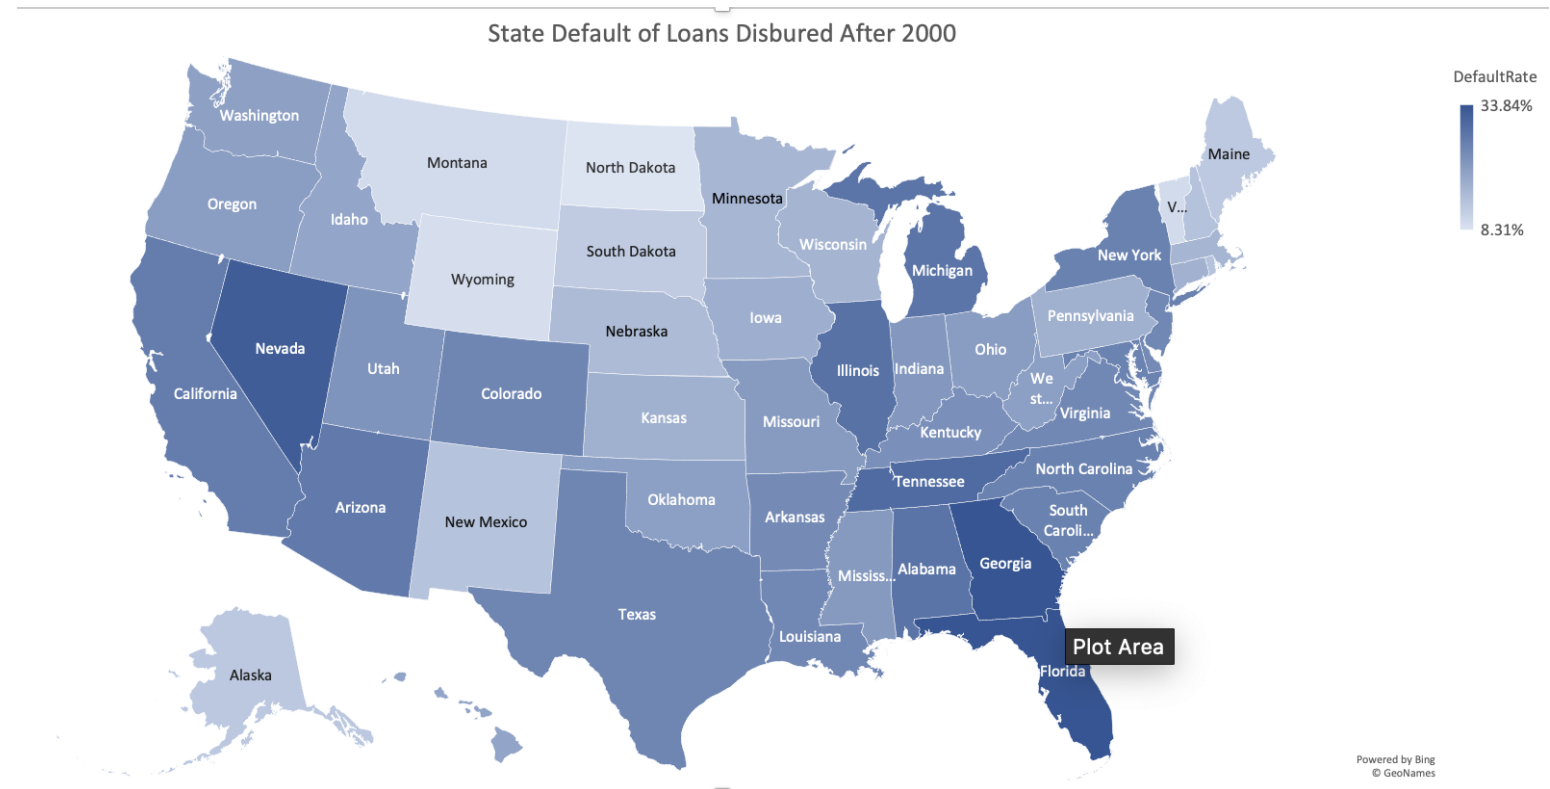 State Default of Loans Disbured After 2000
DefaultRate
33.84%
8.31%
Washington
Montana
North Dakota
Minnesota
Maine
V...
Oregon
Idaho
South Dakota
Wisconsin
Michigan
New York
Wyoming
Nebraska
Iowa
Pennsylvania
Nevada
Utah
Colorado
California
Illinois
Indiana
Ohio
We
st...
Virginia
Kansas
Missouri
Kentucky
North Carolina
Arizona
New Mexico
Oklahoma
Arkansas
Tennessee
South
Caroli...
Mississ...
Alabama
Georgia
Texas
Louisiana
Plot Area
Florida
Alaska
Powered by Bing
© GeoNames